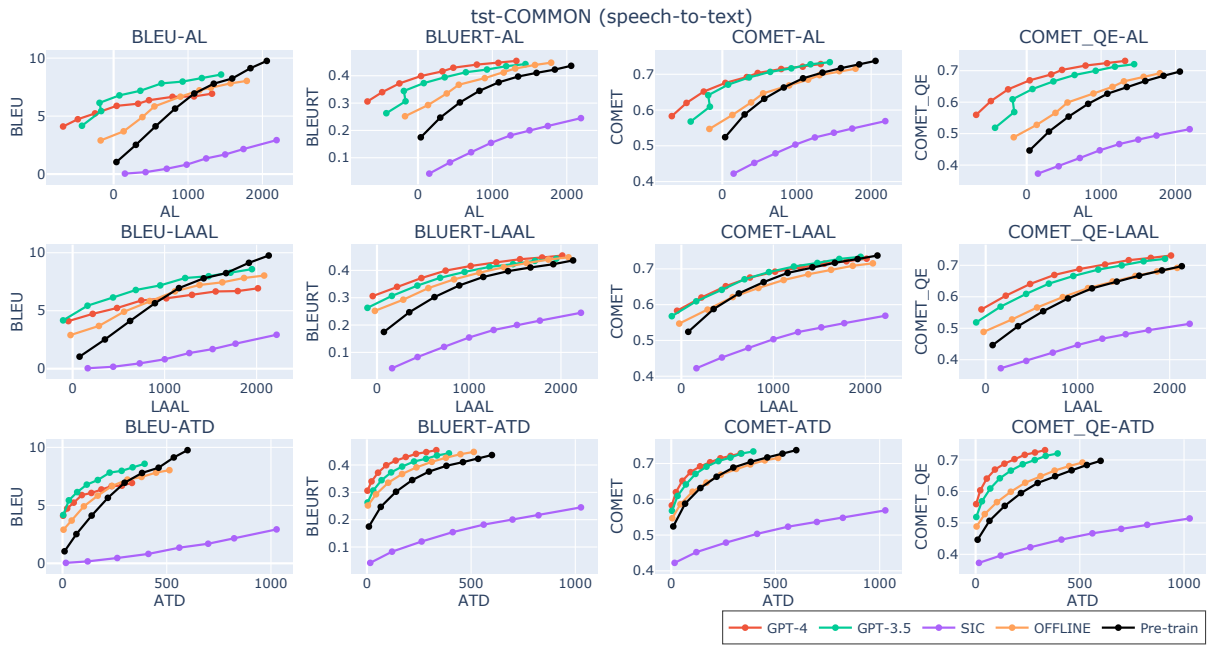 tst-COMMON (speech-to-text)
BLEU-AL
BLUERT-AL
COMET-AL
COMET_QE-AL
BLEU
10
5
0
0
1000
2000
AL
BLEURT
0.4
0.3
0.2
0.1
0
1000
2000
AL
COMET
0.7
0.6
0.5
0.4
0
1000
2000
AL
COMET_QE
0.7
0.6
0.5
0.4
0
1000
2000
AL
BLEU-LAAL
BLUERT-LAAL
COMET-LAAL
COMET_QE-LAAL
BLEU
10
5
0
0
1000
2000
LAAL
BLEURT
0.4
0.3
0.2
0.1
0
1000
2000
LAAL
COMET
0.7
0.6
0.5
0.4
0
1000
2000
LAAL
COMET_QE
0.7
0.6
0.5
0.4
0
1000
2000
LAAL
BLEU-ATD
BLUERT-ATD
COMET-ATD
COMET_QE-ATD
BLEU
10
5
0
0
500
1000
ATD
BLEURT
0.4
0.3
0.2
0.1
0
500
1000
ATD
COMET
0.7
0.6
0.5
0.4
0
500
1000
ATD
COMET_QE
0.7
0.6
0.5
0.4
0
500
1000
ATD
GPT-4 GPT-3.5 SIC OFFLINE Pre-train